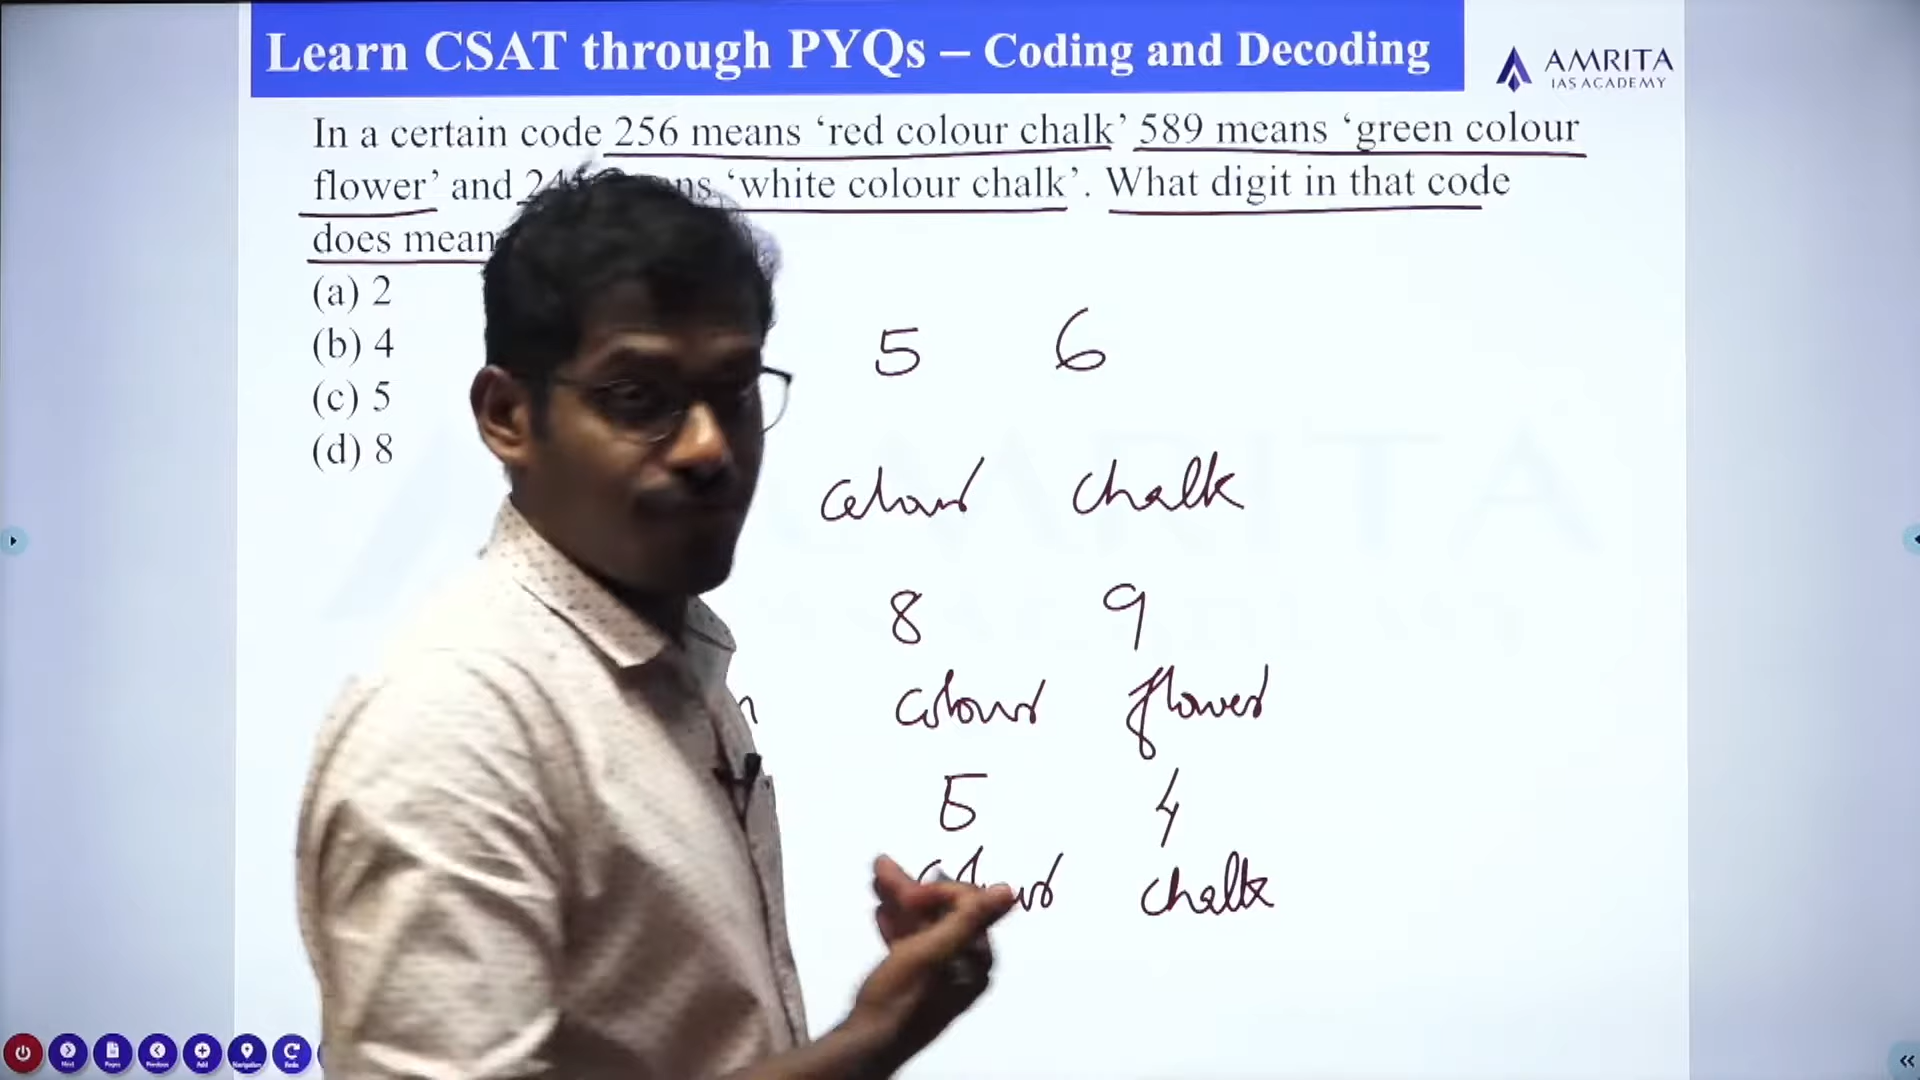 Learn CSAT through PYQs – Coding and Decoding
AMRITA
IAS ACADEMY
In a certain code 256 means ‘red colour chalk’ 589 means ‘green colour
flower’ and ‘white colour chalk’. What digit in that code
does mean
(a) 2
(b) 4
(c) 5
(d) 8
5 6
colour chalk
8 9
colour flower
5 4
colour chalk